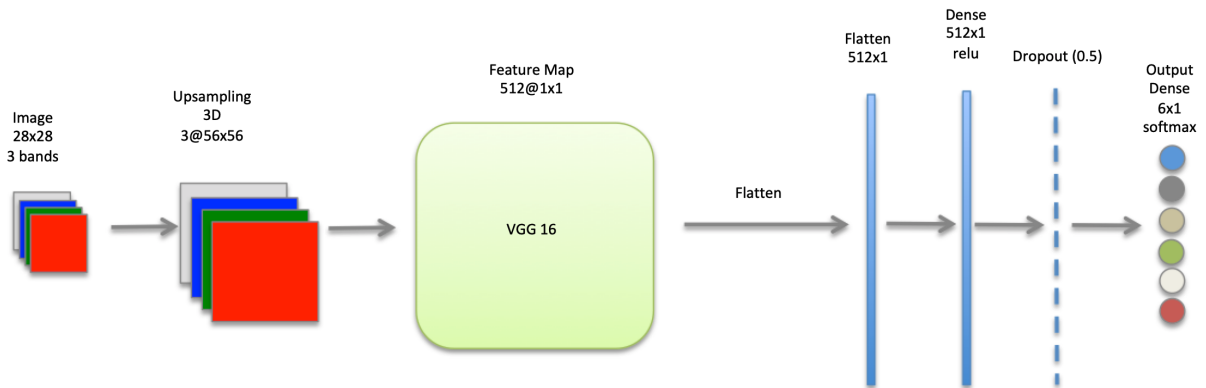 Image
28x28
3 bands
Upsampling
3D
3@56x56
Feature Map
512@1x1
VGG 16
Flatten
Flatten
512x1
Dense
512x1
relu
Dropout (0.5)
Output
Dense
6x1
softmax